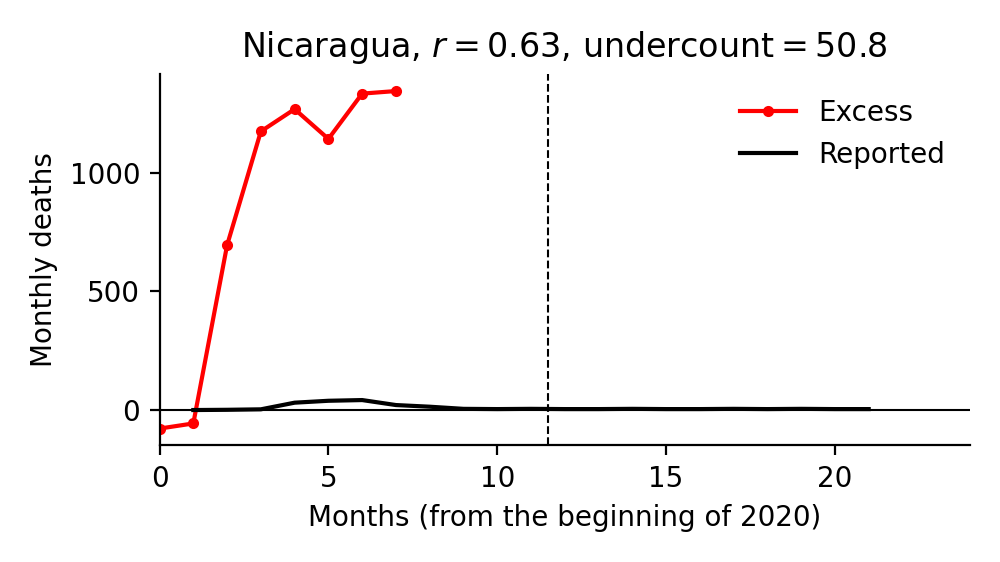 Nicaragua, r = 0.63, undercount = 50.8
Excess
Reported
Monthly deaths
1000
500
0
0 5 10 15 20
Months (from the beginning of 2020)